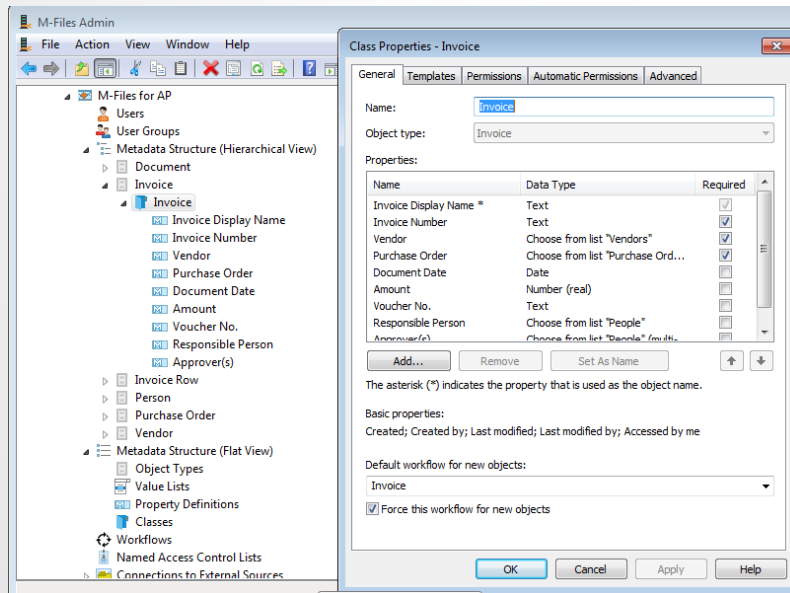 M-Files Admin
File Action View Window Help
M-Files for AP
Users
User Groups
Metadata Structure (Hierarchical View)
Document
Invoice
Invoice
Invoice Display Name
Invoice Number
Vendor
Purchase Order
Document Date
Amount
Voucher No.
Responsible Person
Approver(s)
Invoice Row
Person
Purchase Order
Vendor
Metadata Structure (Flat View)
Object Types
Value Lists
Property Definitions
Classes
Workflows
Named Access Control Lists
Connections to External Sources
Class Properties - Invoice
General Templates Permissions Automatic Permissions Advanced
Name: Invoice
Object type: Invoice
Properties:
Name Data Type Required
Invoice Display Name * Text
Invoice Number Text
Vendor Choose from list "Vendors"
Purchase Order Choose from list "Purchase Ord...
Document Date Date
Amount Number (real)
Voucher No. Text
Responsible Person Choose from list "People"
Approver(s) Choose from list "People" (multi-
Add... Remove Set As Name
The asterisk (*) indicates the property that is used as the object name.
Basic properties:
Created; Created by; Last modified; Last modified by; Accessed by me
Default workflow for new objects:
Invoice
Force this workflow for new objects
OK Cancel Apply Help